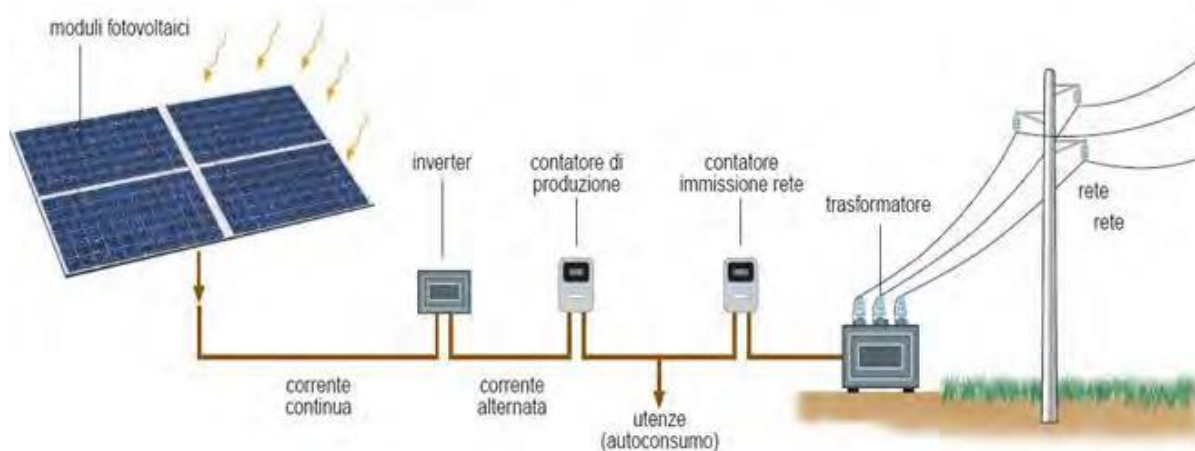 moduli fotovoltaici
inverter
contatore di
produzione
contatore
immissione rete
trasformatore
rete
rete
corrente
continua
corrente
alternata
utenze
(autoconsumo)